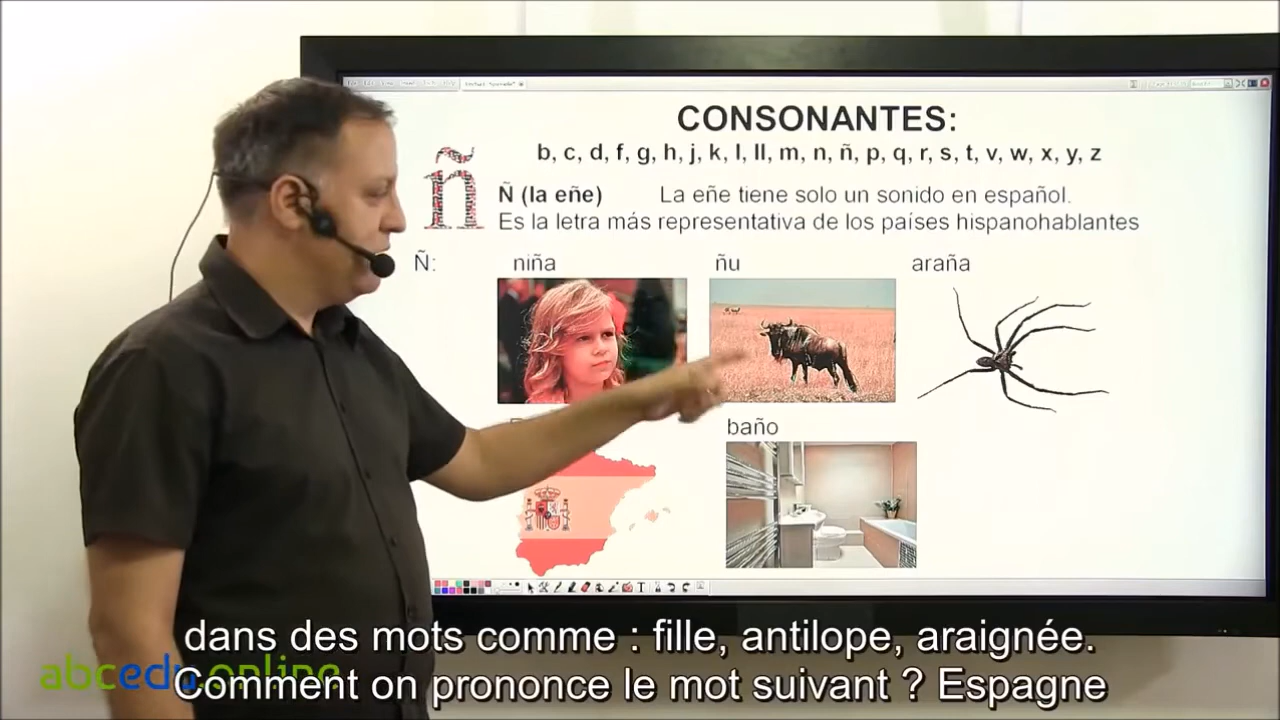 CONSONANTES:
b, c, d, f, g, h, j, k, l, ll, m, n, ñ, p, q, r, s, t, v, w, x, y, z
ñ
Ñ (la eñe) La eñe tiene solo un sonido en español.
Es la letra más representativa de los países hispanohablantes
Ñ: niña ñu araña
baño
dans des mots comme : fille, antilope, araignée.
abcedu.online
Comment on prononce le mot suivant ? Espagne